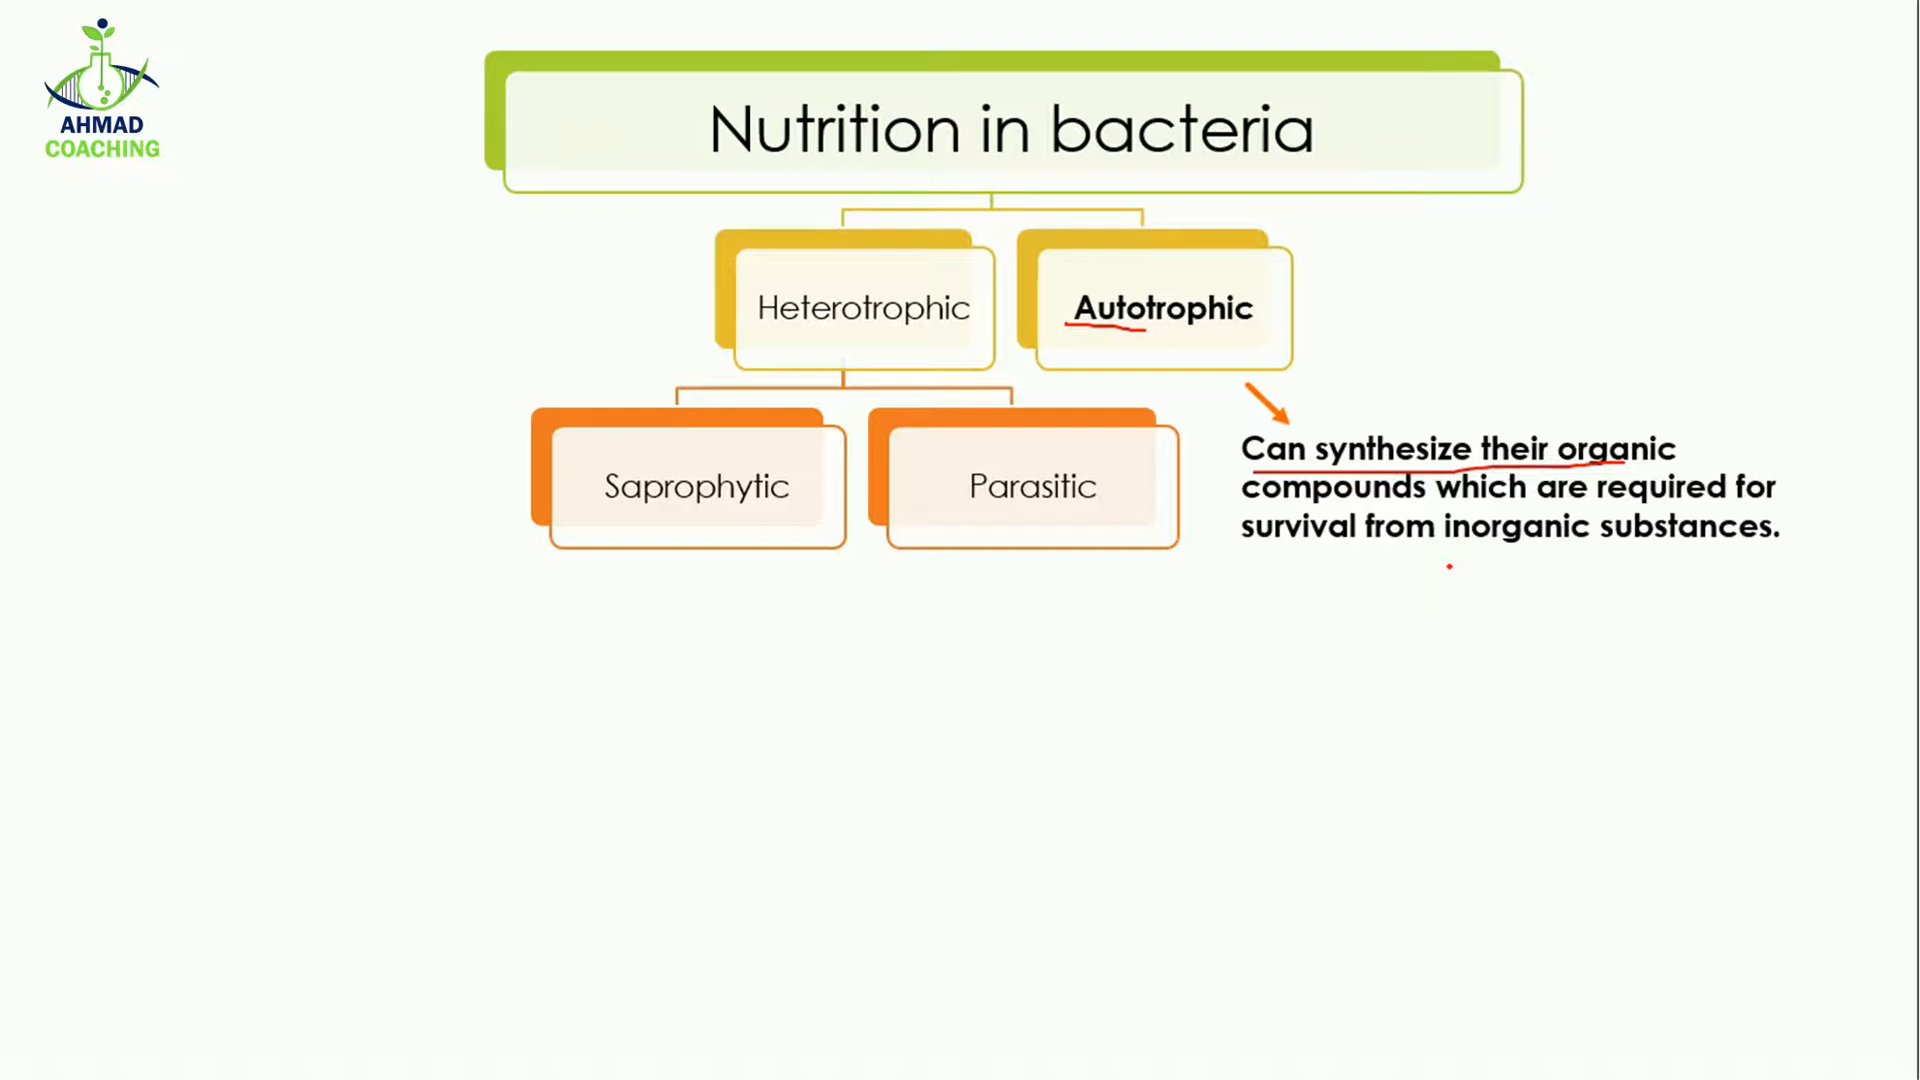 AHMAD
COACHING
Nutrition in bacteria
Heterotrophic
Autotrophic
Saprophytic
Parasitic
Can synthesize their organic
compounds which are required for
survival from inorganic substances.